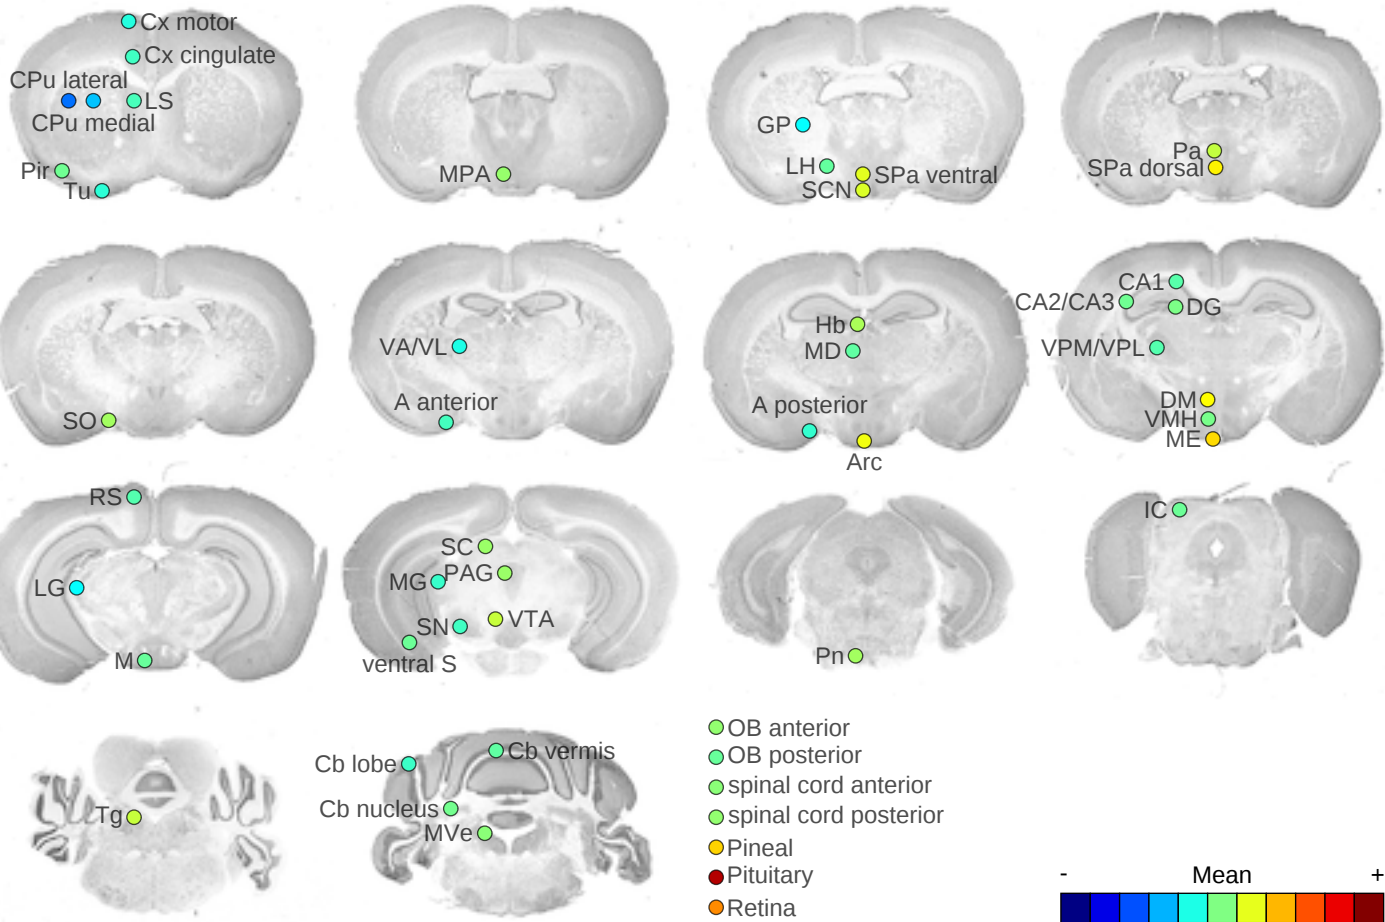 Cx motor
Cx cingulate
CPu lateral
LS
CPu medial
Pir
Tu
MPA
GP
LH
SPa ventral
SCN
Pa
SPa dorsal
SO
VA/VL
A anterior
Hb
MD
A posterior
Arc
CA1
CA2/CA3
DG
VPM/VPL
DM
VMH
ME
RS
LG
M
SC
MG
PAG
SN
VTA
ventral S
Pn
IC
Tg
Cb lobe
Cb vermis
Cb nucleus
MVe
OB anterior
OB posterior
spinal cord anterior
spinal cord posterior
Pineal
Pituitary
Retina
- Mean +